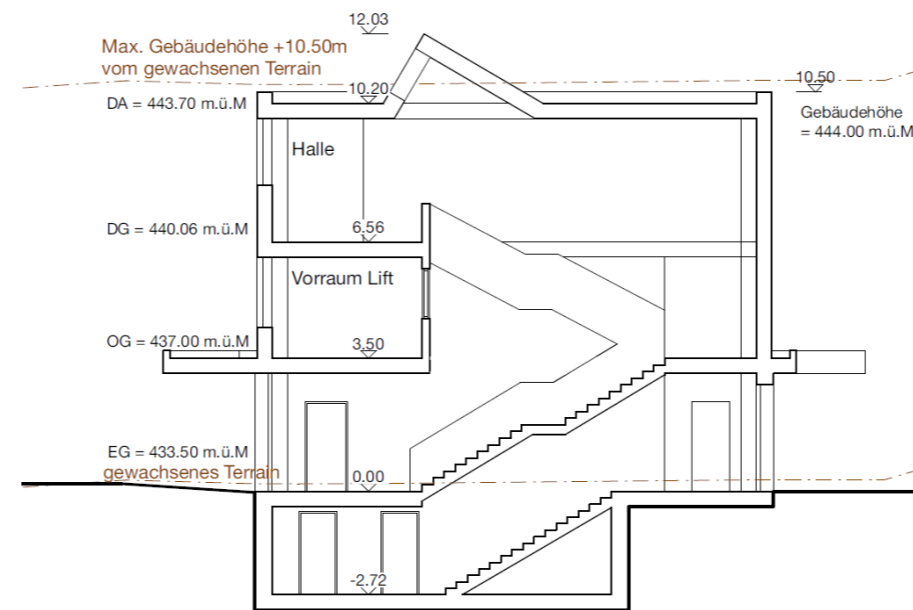 12.03
Max. Gebäudehöhe +10.50m
vom gewachsenen Terrain
10.20
10.50
DA = 443.70 m.ü.M
Gebäudehöhe
= 444.00 m.ü.M
Halle
DG = 440.06 m.ü.M
6.56
Vorraum Lift
OG = 437.00 m.ü.M
3.50
EG = 433.50 m.ü.M
gewachsenes Terrain
0.00
-2.72